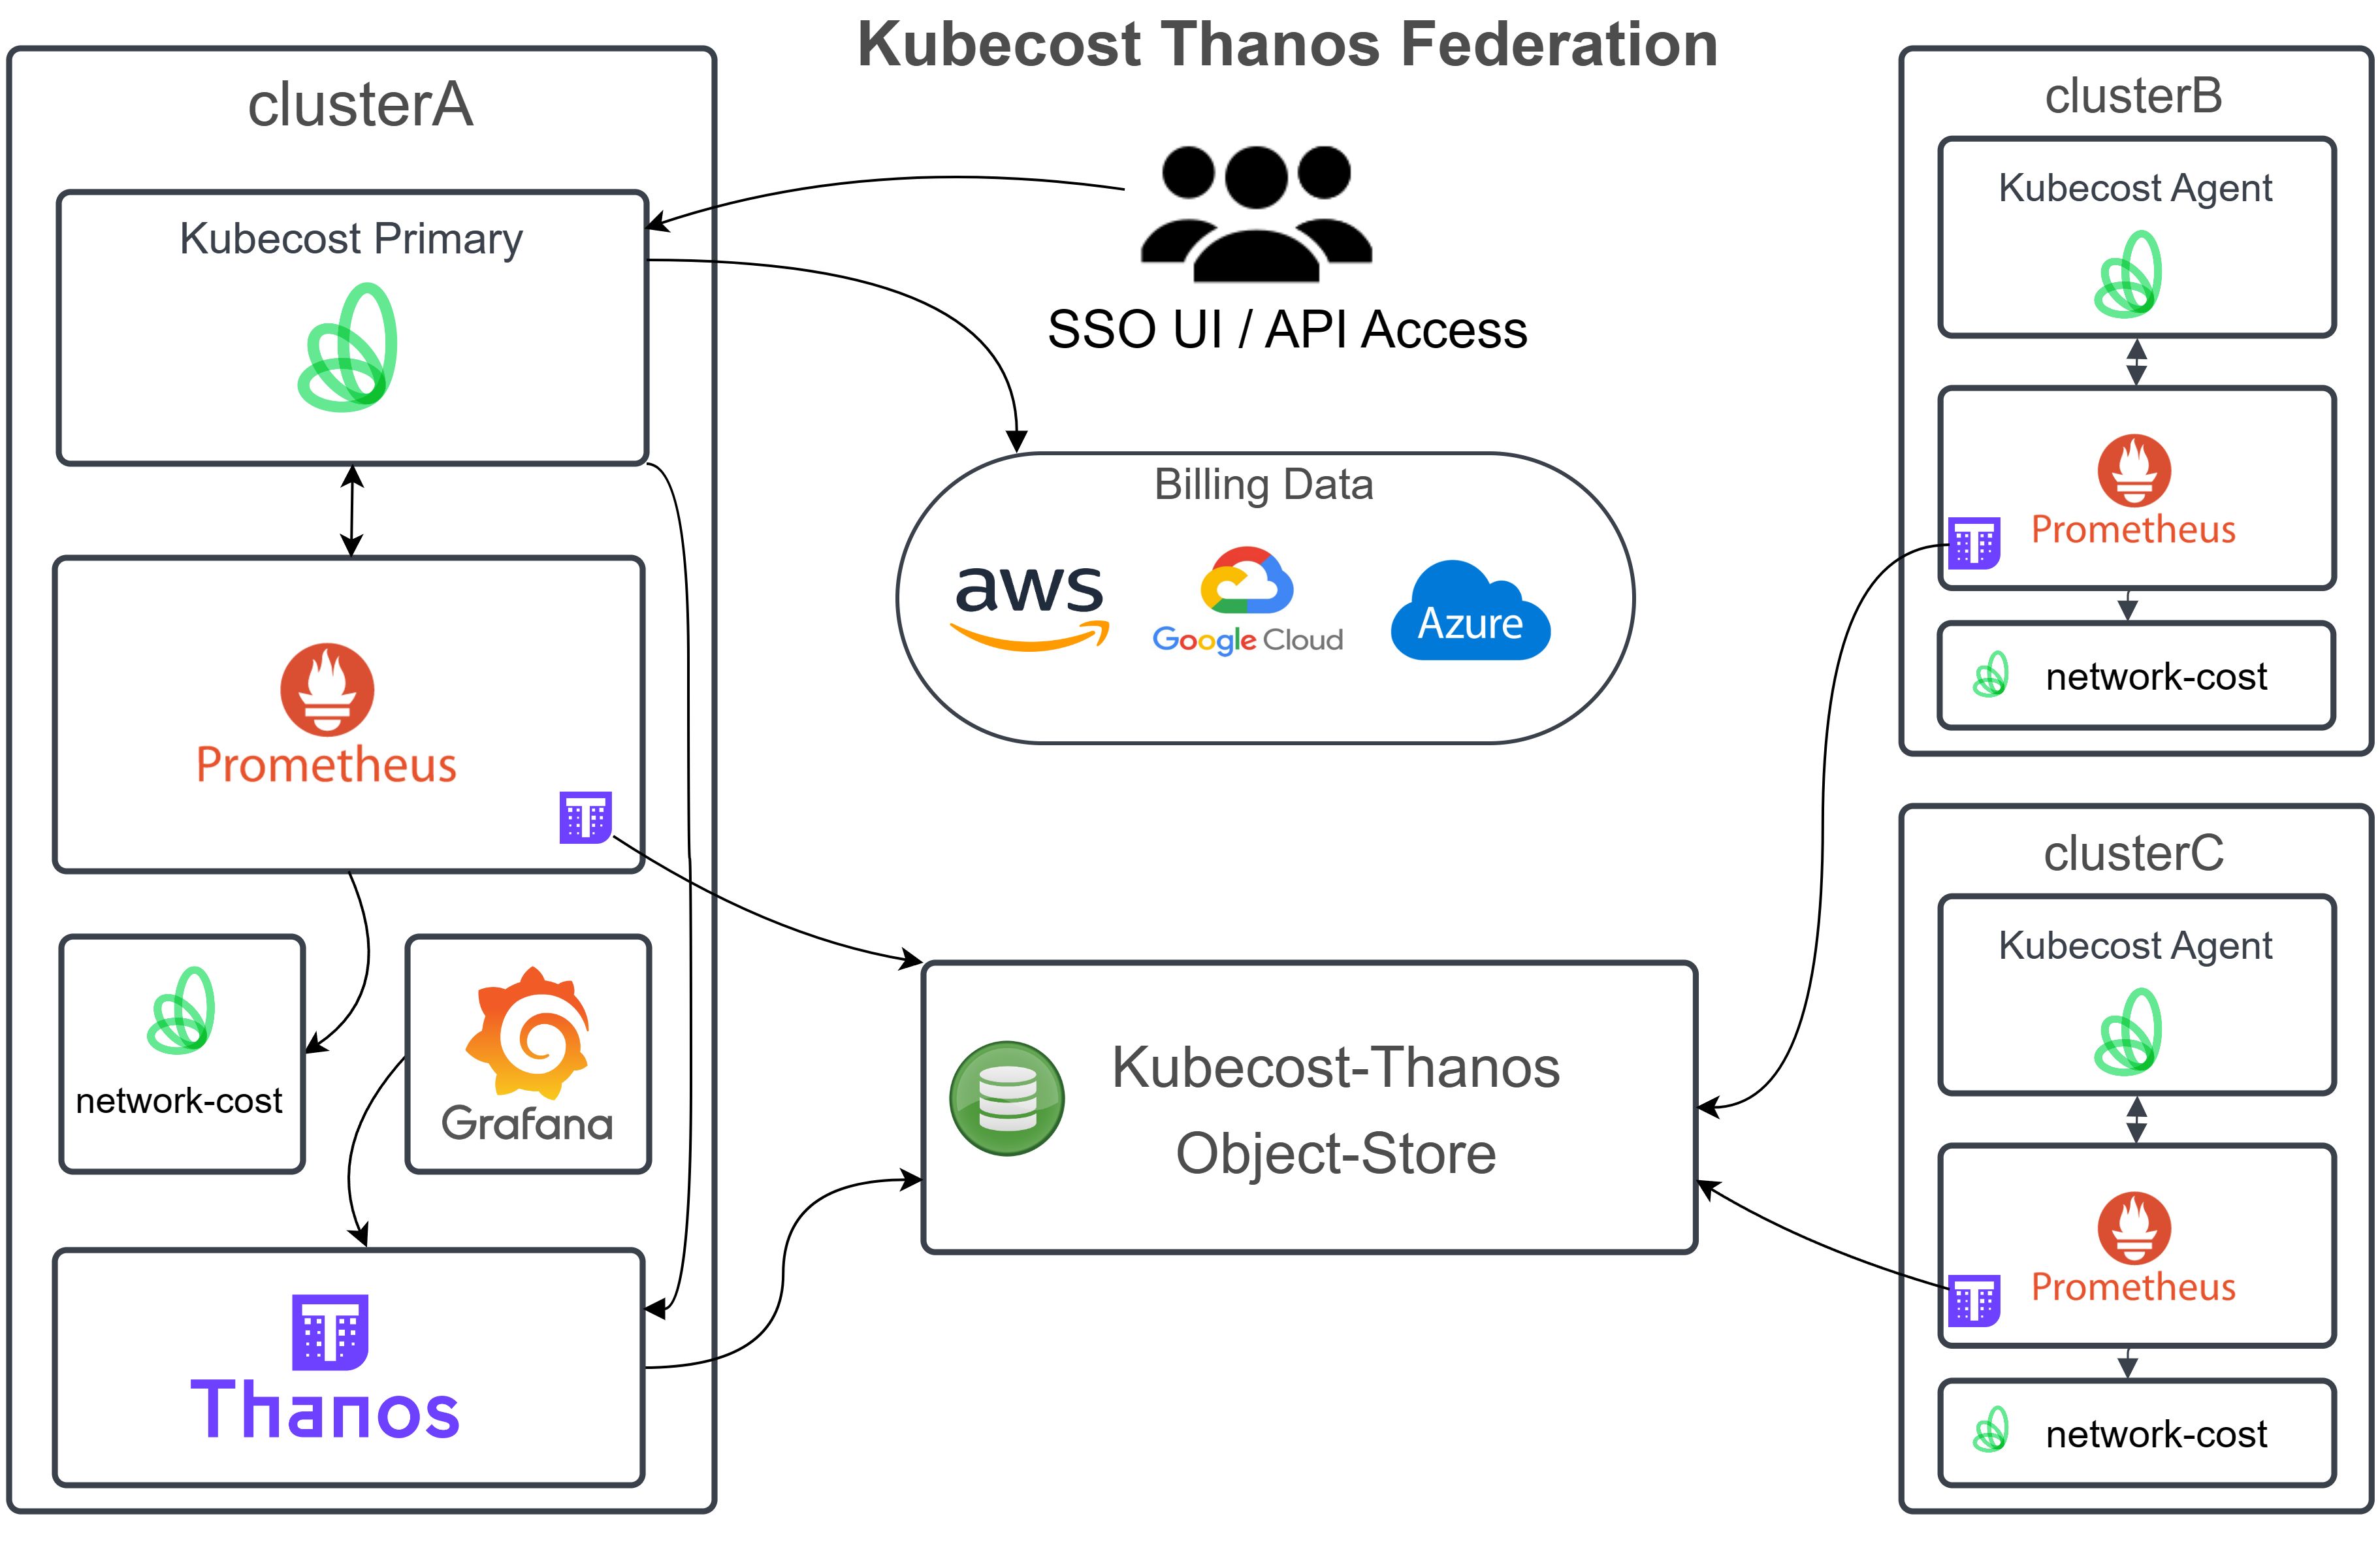 Kubecost Thanos Federation
clusterA
Kubecost Primary
Prometheus
T
network-cost
Grafana
T
Thanos
SSO UI / API Access
Billing Data
aws
Google Cloud
Azure
Kubecost-Thanos
Object-Store
clusterB
Kubecost Agent
Prometheus
T
network-cost
clusterC
Kubecost Agent
Prometheus
T
network-cost